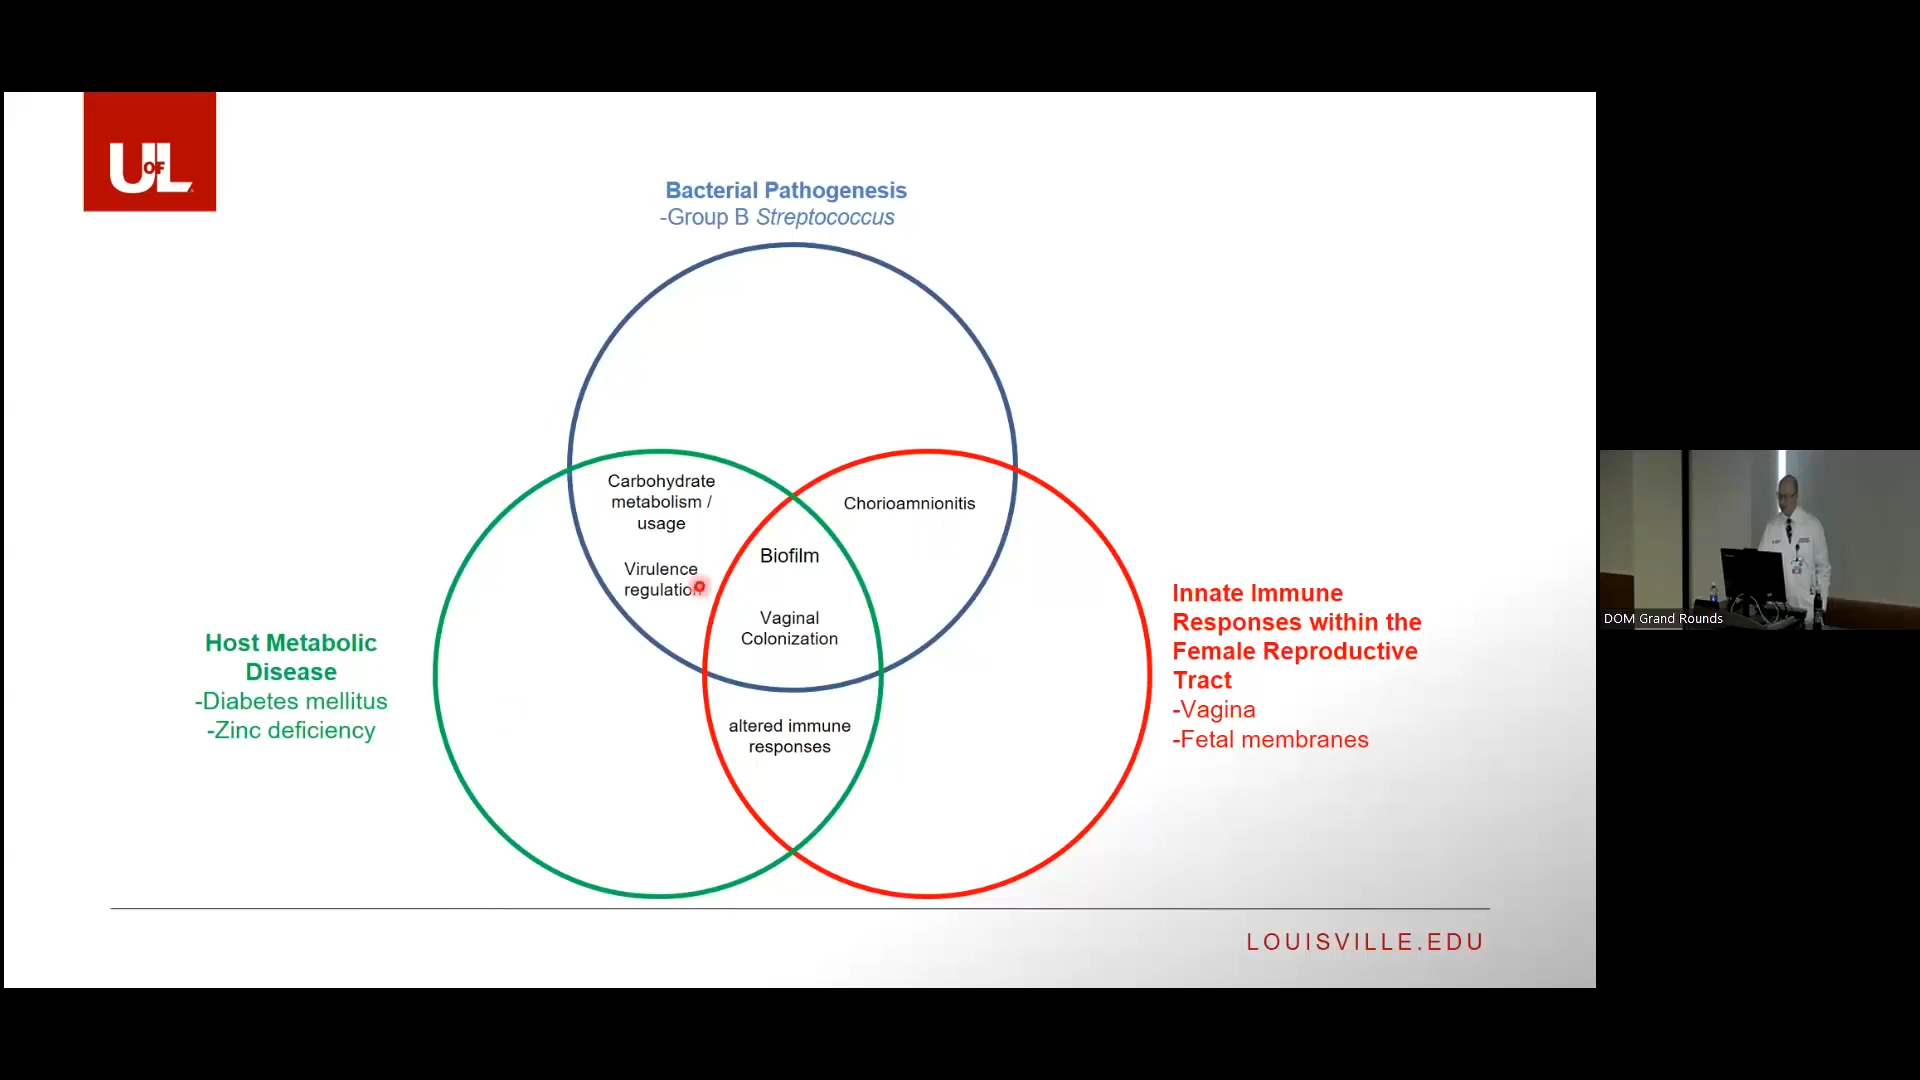 UofL
Bacterial Pathogenesis
-Group B Streptococcus
Carbohydrate
metabolism /
usage
Virulence
regulation
Chorioamnionitis
Biofilm
Vaginal
Colonization
altered immune
responses
Host Metabolic
Disease
-Diabetes mellitus
-Zinc deficiency
Innate Immune
Responses within the
Female Reproductive
Tract
-Vagina
-Fetal membranes
LOUISVILLE.EDU
DOM Grand Rounds